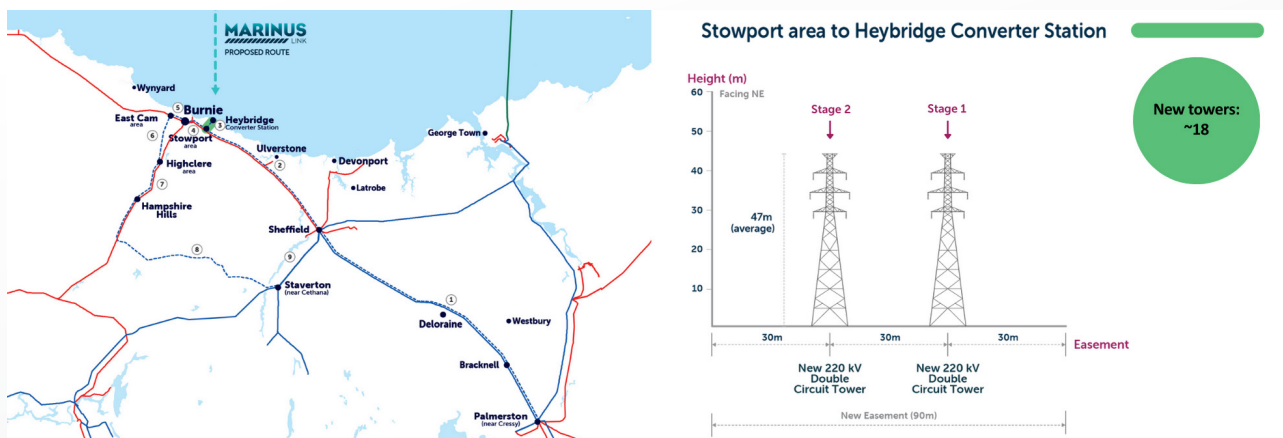 MARINUS
LINK
PROPOSED ROUTE
Wynyard
Burnie
5
East Cam
area
Heybridge
Converter Station
3
4
Stowport
area
6
George Town
Ulverstone
2
Devonport
Highclere
area
Latrobe
7
Hampshire
Hills
Sheffield
8
9
Staverton
(near Cethana)
1
Deloraine
Westbury
Bracknell
Palmerston
(near Cressy)
Stowport area to Heybridge Converter Station
New towers:
~18
Height (m)
Facing NE
60
50
40
30
20
10
Stage 2
Stage 1
47m
(average)
30m
30m
30m
Easement
New 220 kV
Double
Circuit Tower
New 220 kV
Double
Circuit Tower
New Easement (90m)